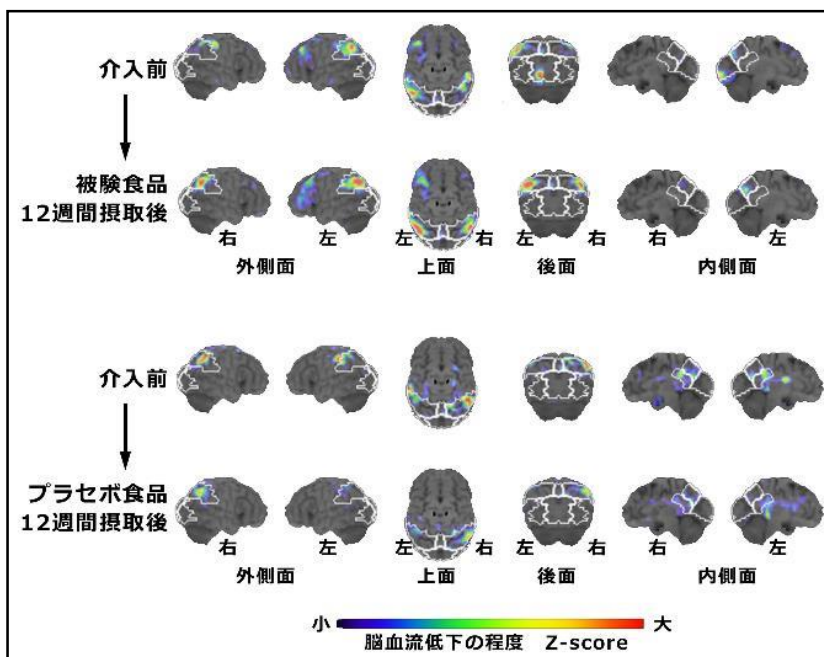 介入前
被験食品
12週間摂取後
右 左 左 右 左 右 右 左
外側面 上面 後面 内側面
介入前
プラセボ食品
12週間摂取後
右 左 左 右 左 右 右 左
外側面 上面 後面 内側面
小 大
脳血流低下の程度 Z-score